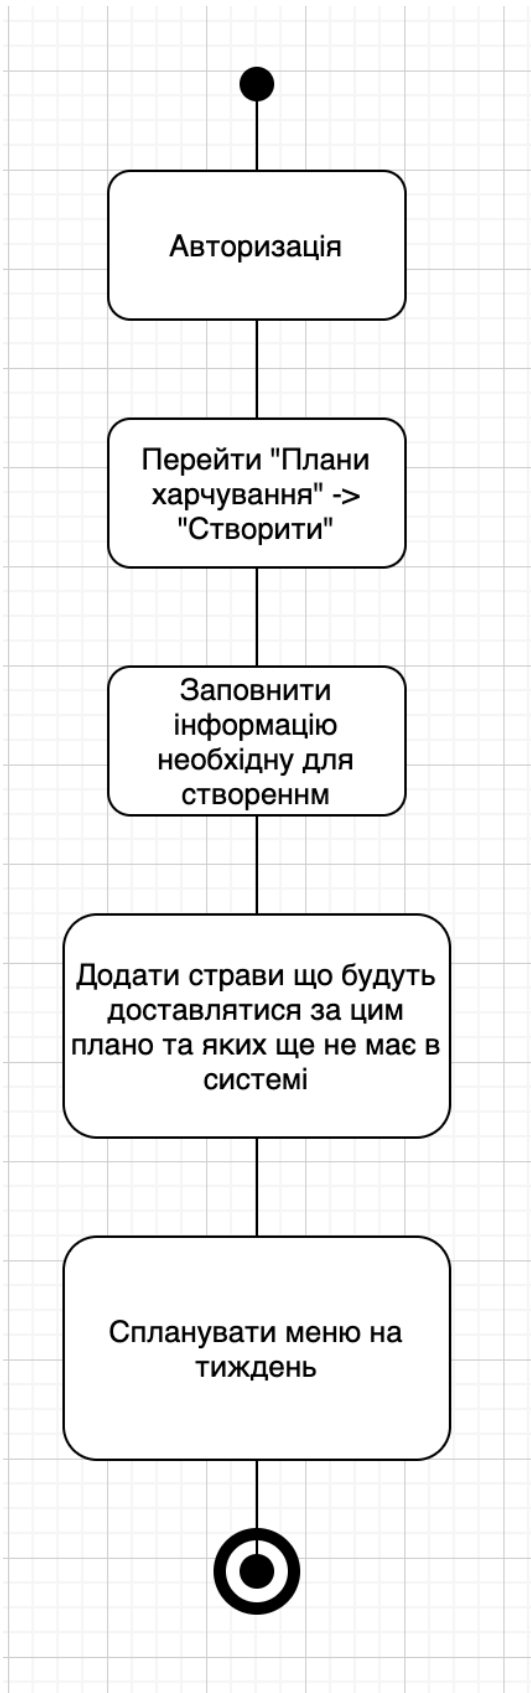 Авторизація
Перейти "Плани
харчування" ->
"Створити"
Заповнити
інформацію
необхідну для
створеннм
Додати страви що будуть
доставлятися за цим
плано та яких ще не має в
системі
Спланувати меню на
тиждень